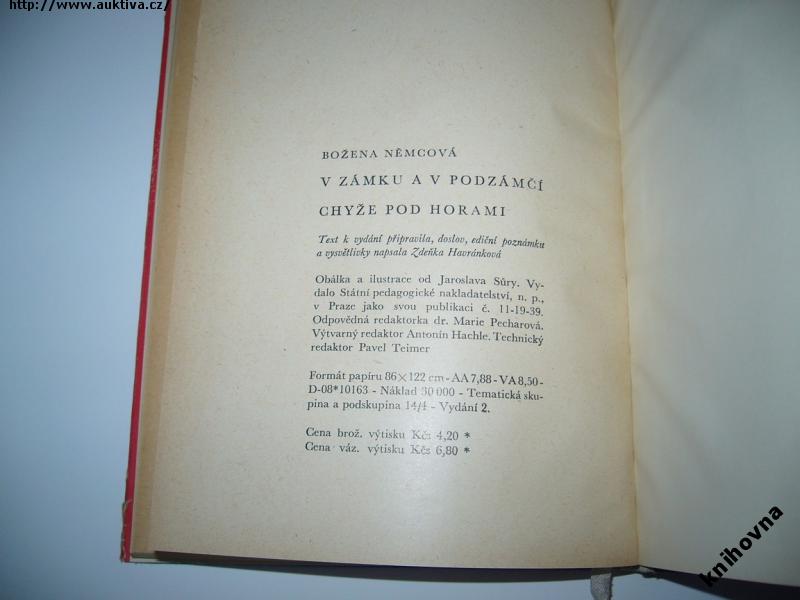 http://www.auktiva.cz/
BOŽENA NĚMCOVÁ
V ZÁMKU A V PODZÁMČÍ
CHYŽE POD HORAMI
Text k vydání připravila, doslov, ediční poznámku
a vysvětlivky napsala Zdeňka Havránková
Obálka a ilustrace od Jaroslava Sůry. Vy-
dalo Státní pedagogické nakladatelství, n. p.,
v Praze jako svou publikaci č. 11-19-39.
Odpovědná redaktorka dr. Marie Pecharová.
Výtvarný redaktor Antonín Hachle. Technický
redaktor Pavel Teimer
Formát papíru 86 × 122 cm - AA 7,88 - VA 8,50 -
D-08*10163 - Náklad 30 000 - Tematická sku-
pina a podskupina 14/4 - Vydání 2.
Cena brož. výtisku Kčs 4,20 *
Cena váz. výtisku Kčs 6,80 *
knihovna